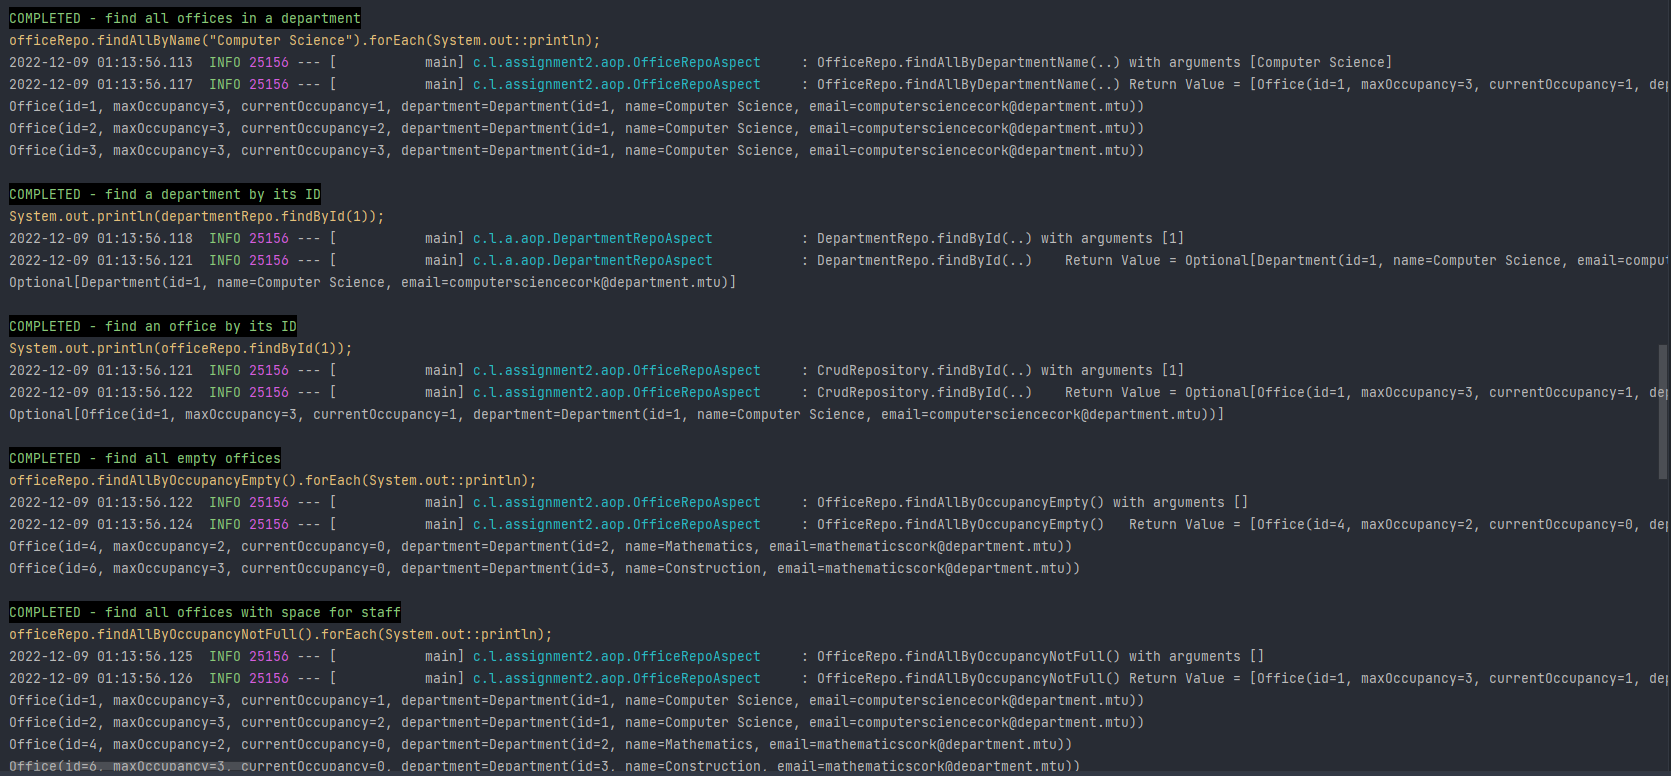 COMPLETED - find all offices in a department
officeRepo.findAllByName("Computer Science").forEach(System.out::println);
2022-12-09 01:13:56.113  INFO 25156 --- [           main] c.l.assignment2.aop.OfficeRepoAspect     : OfficeRepo.findAllByDepartmentName(..) with arguments [Computer Science]
2022-12-09 01:13:56.117  INFO 25156 --- [           main] c.l.assignment2.aop.OfficeRepoAspect     : OfficeRepo.findAllByDepartmentName(..) Return Value = [Office(id=1, maxOccupancy=3, currentOccupancy=1, dep
Office(id=1, maxOccupancy=3, currentOccupancy=1, department=Department(id=1, name=Computer Science, email=computersciencecork@department.mtu))
Office(id=2, maxOccupancy=3, currentOccupancy=2, department=Department(id=1, name=Computer Science, email=computersciencecork@department.mtu))
Office(id=3, maxOccupancy=3, currentOccupancy=3, department=Department(id=1, name=Computer Science, email=computersciencecork@department.mtu))
COMPLETED - find a department by its ID
System.out.println(departmentRepo.findById(1));
2022-12-09 01:13:56.118  INFO 25156 --- [           main] c.l.a.aop.DepartmentRepoAspect           : DepartmentRepo.findById(..) with arguments [1]
2022-12-09 01:13:56.121  INFO 25156 --- [           main] c.l.a.aop.DepartmentRepoAspect           : DepartmentRepo.findById(..)    Return Value = Optional[Department(id=1, name=Computer Science, email=comput
Optional[Department(id=1, name=Computer Science, email=computersciencecork@department.mtu)]
COMPLETED - find an office by its ID
System.out.println(officeRepo.findById(1));
2022-12-09 01:13:56.121  INFO 25156 --- [           main] c.l.assignment2.aop.OfficeRepoAspect     : CrudRepository.findById(..) with arguments [1]
2022-12-09 01:13:56.122  INFO 25156 --- [           main] c.l.assignment2.aop.OfficeRepoAspect     : CrudRepository.findById(..)    Return Value = Optional[Office(id=1, maxOccupancy=3, currentOccupancy=1, dep
Optional[Office(id=1, maxOccupancy=3, currentOccupancy=1, department=Department(id=1, name=Computer Science, email=computersciencecork@department.mtu))]
COMPLETED - find all empty offices
officeRepo.findAllByOccupancyEmpty().forEach(System.out::println);
2022-12-09 01:13:56.122  INFO 25156 --- [           main] c.l.assignment2.aop.OfficeRepoAspect     : OfficeRepo.findAllByOccupancyEmpty() with arguments []
2022-12-09 01:13:56.124  INFO 25156 --- [           main] c.l.assignment2.aop.OfficeRepoAspect     : OfficeRepo.findAllByOccupancyEmpty()   Return Value = [Office(id=4, maxOccupancy=2, currentOccupancy=0, dep
Office(id=4, maxOccupancy=2, currentOccupancy=0, department=Department(id=2, name=Mathematics, email=mathematicscork@department.mtu))
Office(id=6, maxOccupancy=3, currentOccupancy=0, department=Department(id=3, name=Construction, email=mathematicscork@department.mtu))
COMPLETED - find all offices with space for staff
officeRepo.findAllByOccupancyNotFull().forEach(System.out::println);
2022-12-09 01:13:56.125  INFO 25156 --- [           main] c.l.assignment2.aop.OfficeRepoAspect     : OfficeRepo.findAllByOccupancyNotFull() with arguments []
2022-12-09 01:13:56.126  INFO 25156 --- [           main] c.l.assignment2.aop.OfficeRepoAspect     : OfficeRepo.findAllByOccupancyNotFull() Return Value = [Office(id=1, maxOccupancy=3, currentOccupancy=1, dep
Office(id=1, maxOccupancy=3, currentOccupancy=1, department=Department(id=1, name=Computer Science, email=computersciencecork@department.mtu))
Office(id=2, maxOccupancy=3, currentOccupancy=2, department=Department(id=1, name=Computer Science, email=computersciencecork@department.mtu))
Office(id=4, maxOccupancy=2, currentOccupancy=0, department=Department(id=2, name=Mathematics, email=mathematicscork@department.mtu))
Office(id=6, maxOccupancy=3, currentOccupancy=0, department=Department(id=3, name=Construction, email=mathematicscork@department.mtu))